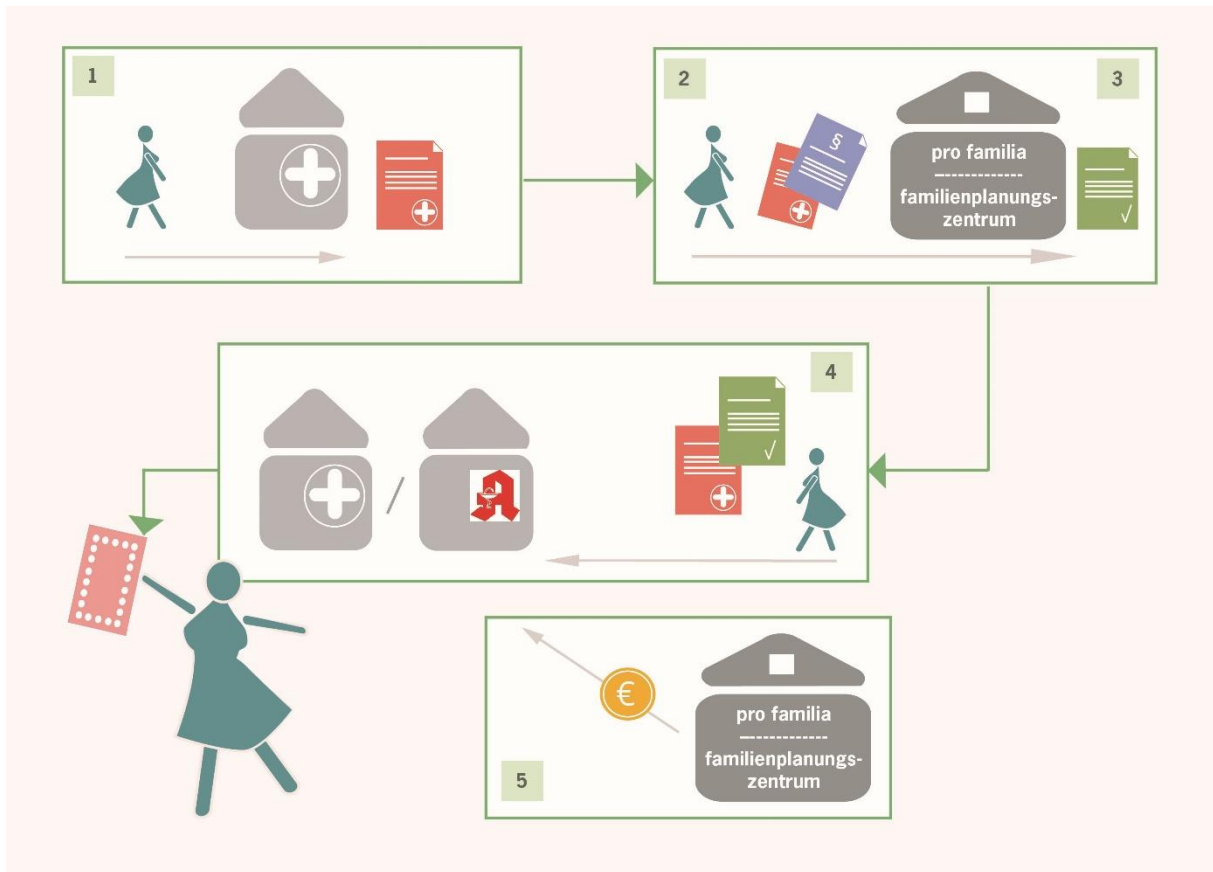 1
2
3
§
pro familia
-------------
familienplanungs-
zentrum
√
4
√
A
€
pro familia
-------------
familienplanungs-
zentrum
5